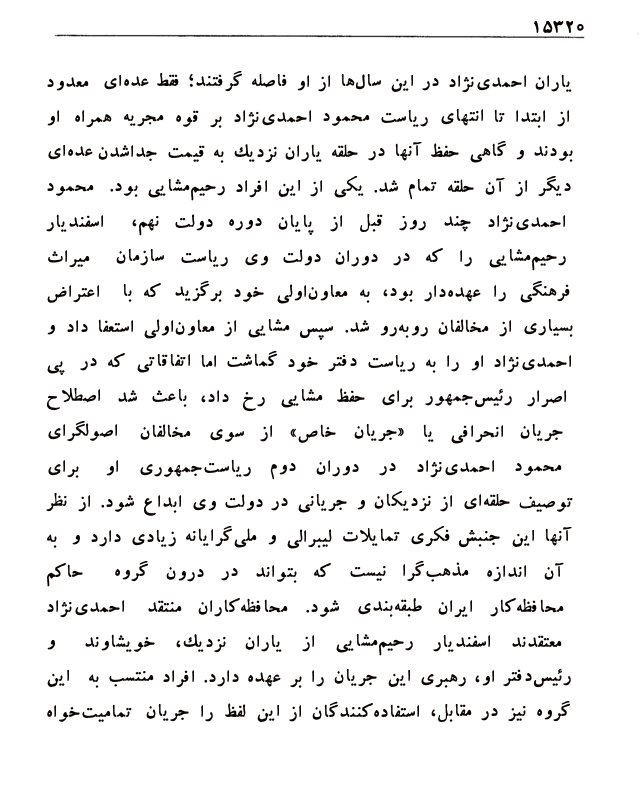 ۱۵۳۲۰
یاران احمدی‌نژاد در این سال‌ها از او فاصله گرفتند؛ فقط عده‌ای معدود
از ابتدا تا انتهای ریاست محمود احمدی‌نژاد بر قوه مجریه همراه او
بودند و گاهی حفظ آنها در حلقه یاران نزدیك به قیمت جداشدن عده‌ای
دیگر از آن حلقه تمام شد. یکی از این افراد رحیم‌مشایی بود. محمود
احمدی‌نژاد چند روز قبل از پایان دوره دولت نهم، اسفندیار
رحیم‌مشایی را که در دوران دولت وی ریاست سازمان میراث
فرهنگی را عهده‌دار بود، به معاون‌اولی خود برگزید که با اعتراض
بسیاری از مخالفان روبه‌رو شد. سپس مشایی از معاون‌اولی استعفا داد و
احمدی‌نژاد او را به ریاست دفتر خود گماشت اما اتفاقاتی که در پی
اصرار رئیس‌جمهور برای حفظ مشایی رخ داد، باعث شد اصطلاح
جریان انحرافی یا «جریان خاص» از سوی مخالفان اصولگرای
محمود احمدی‌نژاد در دوران دوم ریاست‌جمهوری او برای
توصیف حلقه‌ای از نزدیکان و جریانی در دولت وی ابداع شود. از نظر
آنها این جنبش فکری تمایلات لیبرالی و ملی‌گرایانه زیادی دارد و به
آن اندازه مذهب‌گرا نیست که بتواند در درون گروه حاکم
محافظه‌کار ایران طبقه‌بندی شود. محافظه‌کاران منتقد احمدی‌نژاد
معتقدند اسفندیار رحیم‌مشایی از یاران نزدیك، خویشاوند و
رئیس‌دفتر او، رهبری این جریان را بر عهده دارد. افراد منتسب به این
گروه نیز در مقابل، استفاده‌کنندگان از این لفظ را جریان تمامیت‌خواه